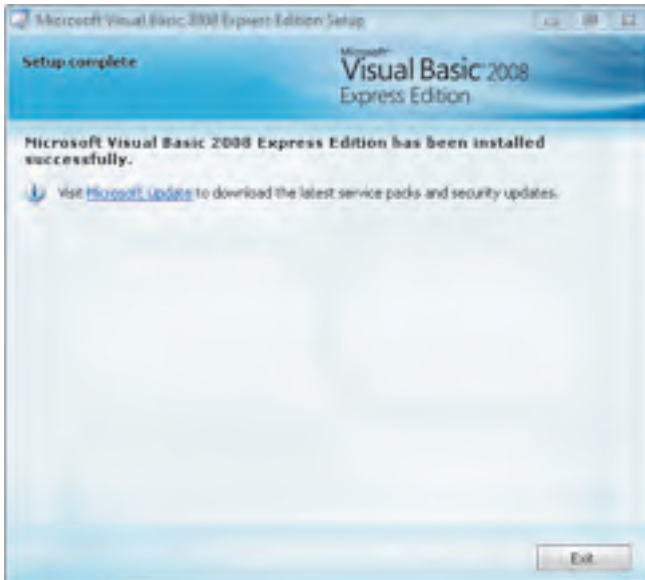 Microsoft Visual Basic 2008 Express Edition Setup
Setup complete
Microsoft
Visual Basic 2008
Express Edition
Microsoft Visual Basic 2008 Express Edition has been installed
successfully.
Visit Microsoft Update to download the latest service packs and security updates.
Exit